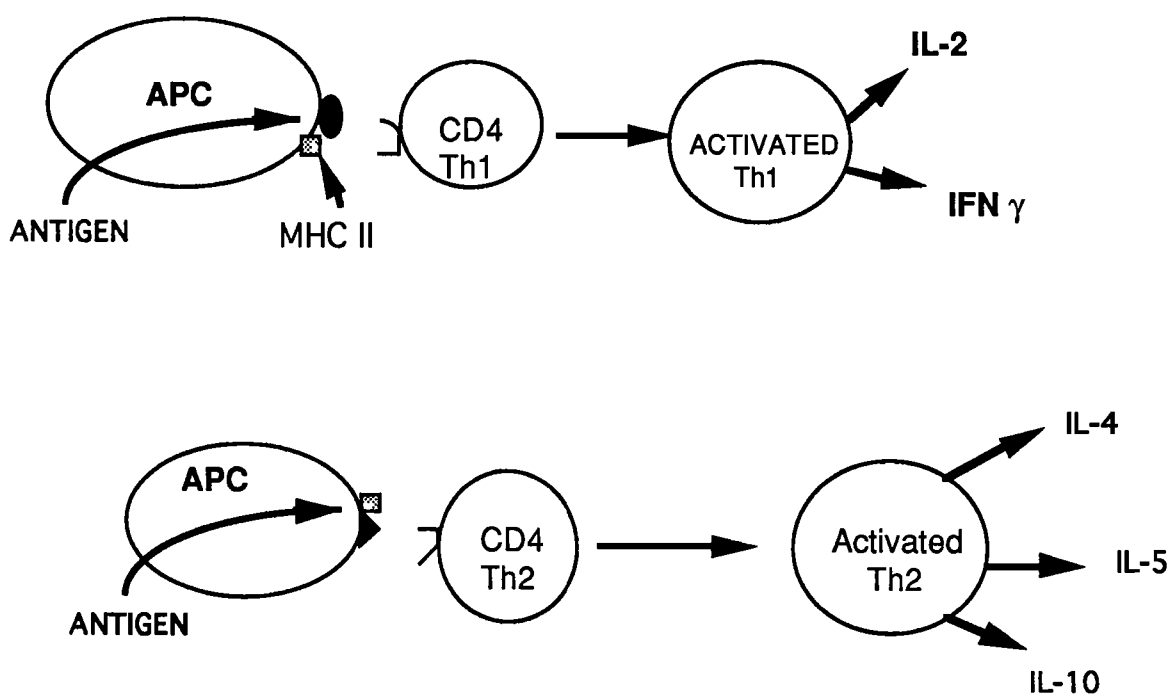 IL-2
APC
CD4
Th1
ACTIVATED
Th1
IFN γ
ANTIGEN
MHC II
IL-4
APC
CD4
Th2
Activated
Th2
IL-5
ANTIGEN
IL-10